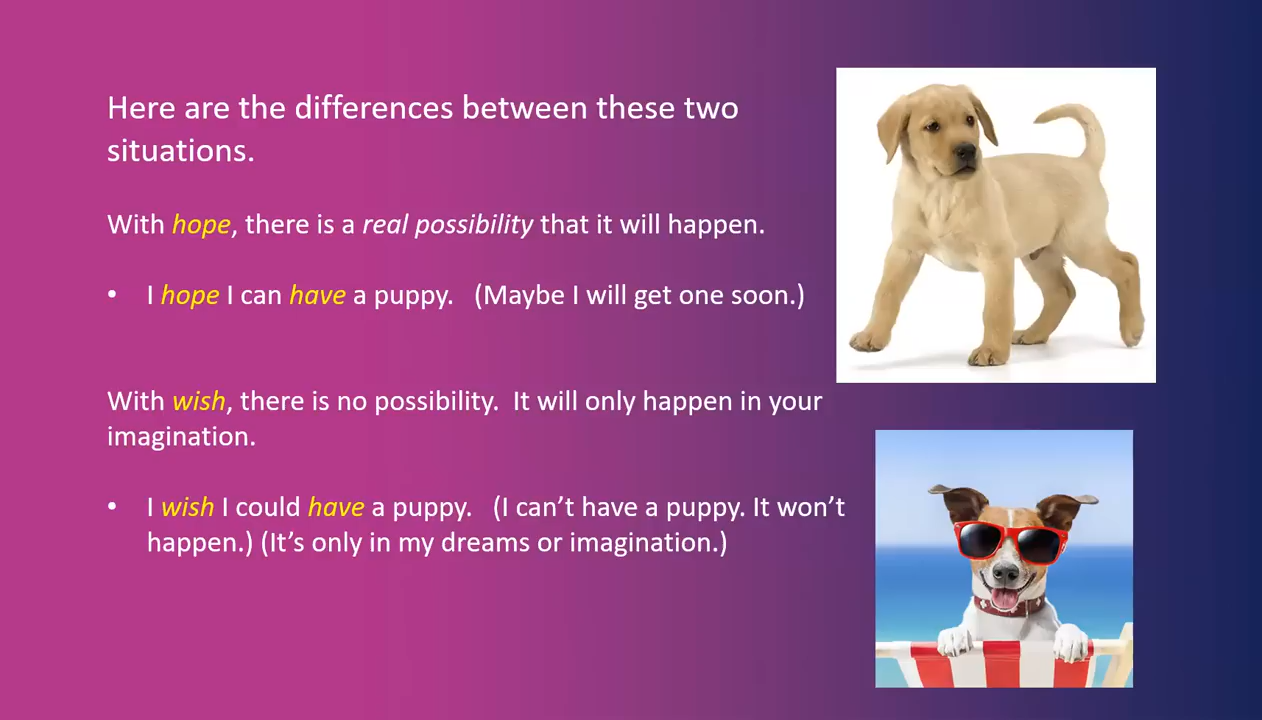 Here are the differences between these two
situations.
With hope, there is a real possibility that it will happen.
• I hope I can have a puppy. (Maybe I will get one soon.)
With wish, there is no possibility. It will only happen in your
imagination.
• I wish I could have a puppy. (I can’t have a puppy. It won’t
happen.) (It’s only in my dreams or imagination.)